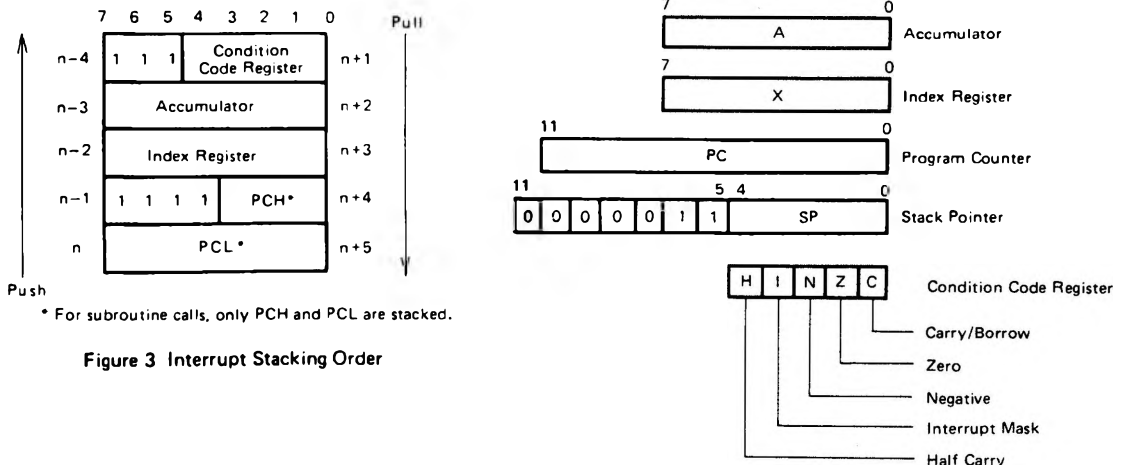 7 6 5 4 3 2 1 0
Pull
n-4 1 1 1 Condition Code Register n+1
n-3 Accumulator n+2
n-2 Index Register n+3
n-1 1 1 1 1 PCH* n+4
n PCL* n+5
Push
* For subroutine calls, only PCH and PCL are stacked.
Figure 3 Interrupt Stacking Order
7 0
A Accumulator
7 0
X Index Register
11 0
PC Program Counter
11 5 4 0
0 0 0 0 0 1 1 SP Stack Pointer
H I N Z C Condition Code Register
Carry/Borrow
Zero
Negative
Interrupt Mask
Half Carry